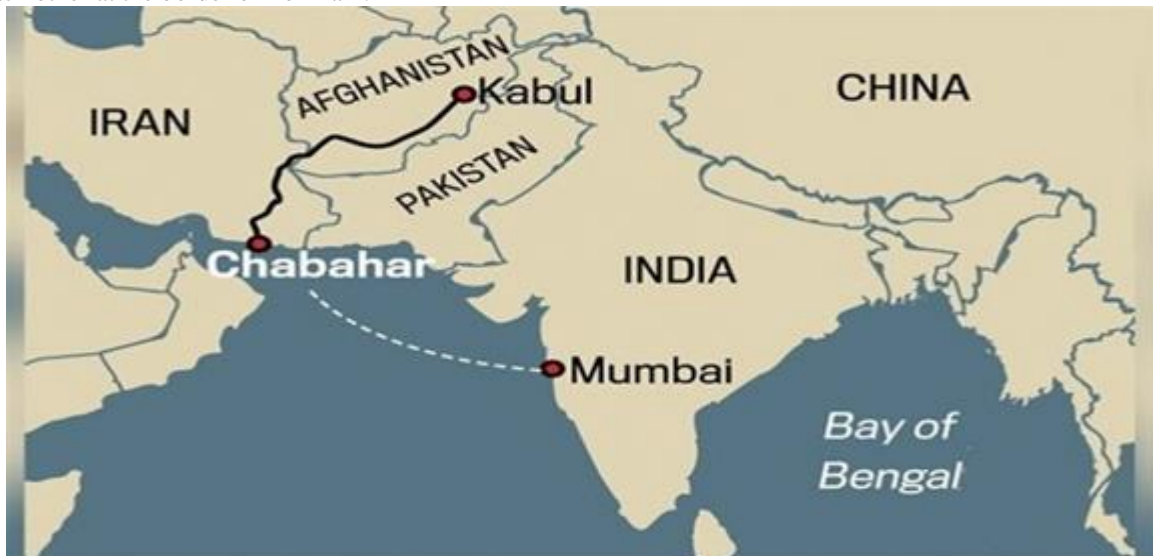 AFGHANISTAN
Kabul
CHINA
IRAN
PAKISTAN
Chabahar
INDIA
Mumbai
Bay of
Bengal